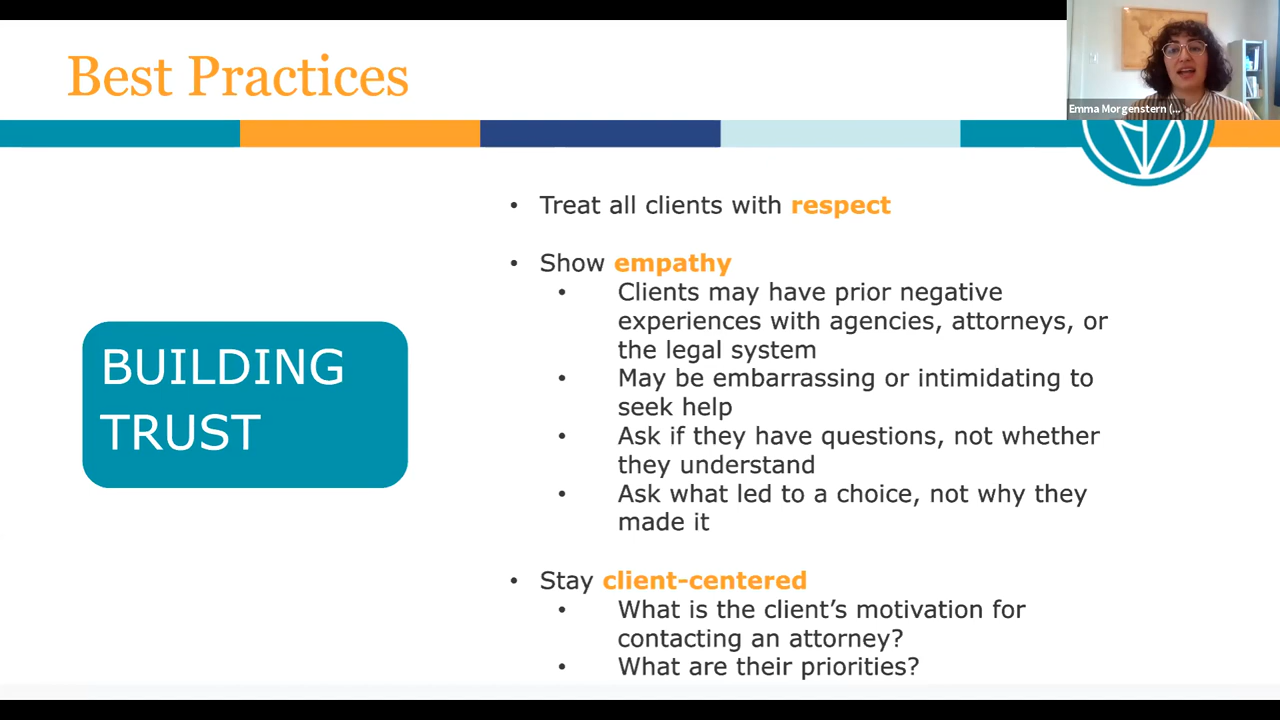 Best Practices
Emma Morgenstern (...
BUILDING
TRUST
• Treat all clients with respect
• Show empathy
• Clients may have prior negative
experiences with agencies, attorneys, or
the legal system
• May be embarrassing or intimidating to
seek help
• Ask if they have questions, not whether
they understand
• Ask what led to a choice, not why they
made it
• Stay client-centered
• What is the client’s motivation for
contacting an attorney?
• What are their priorities?